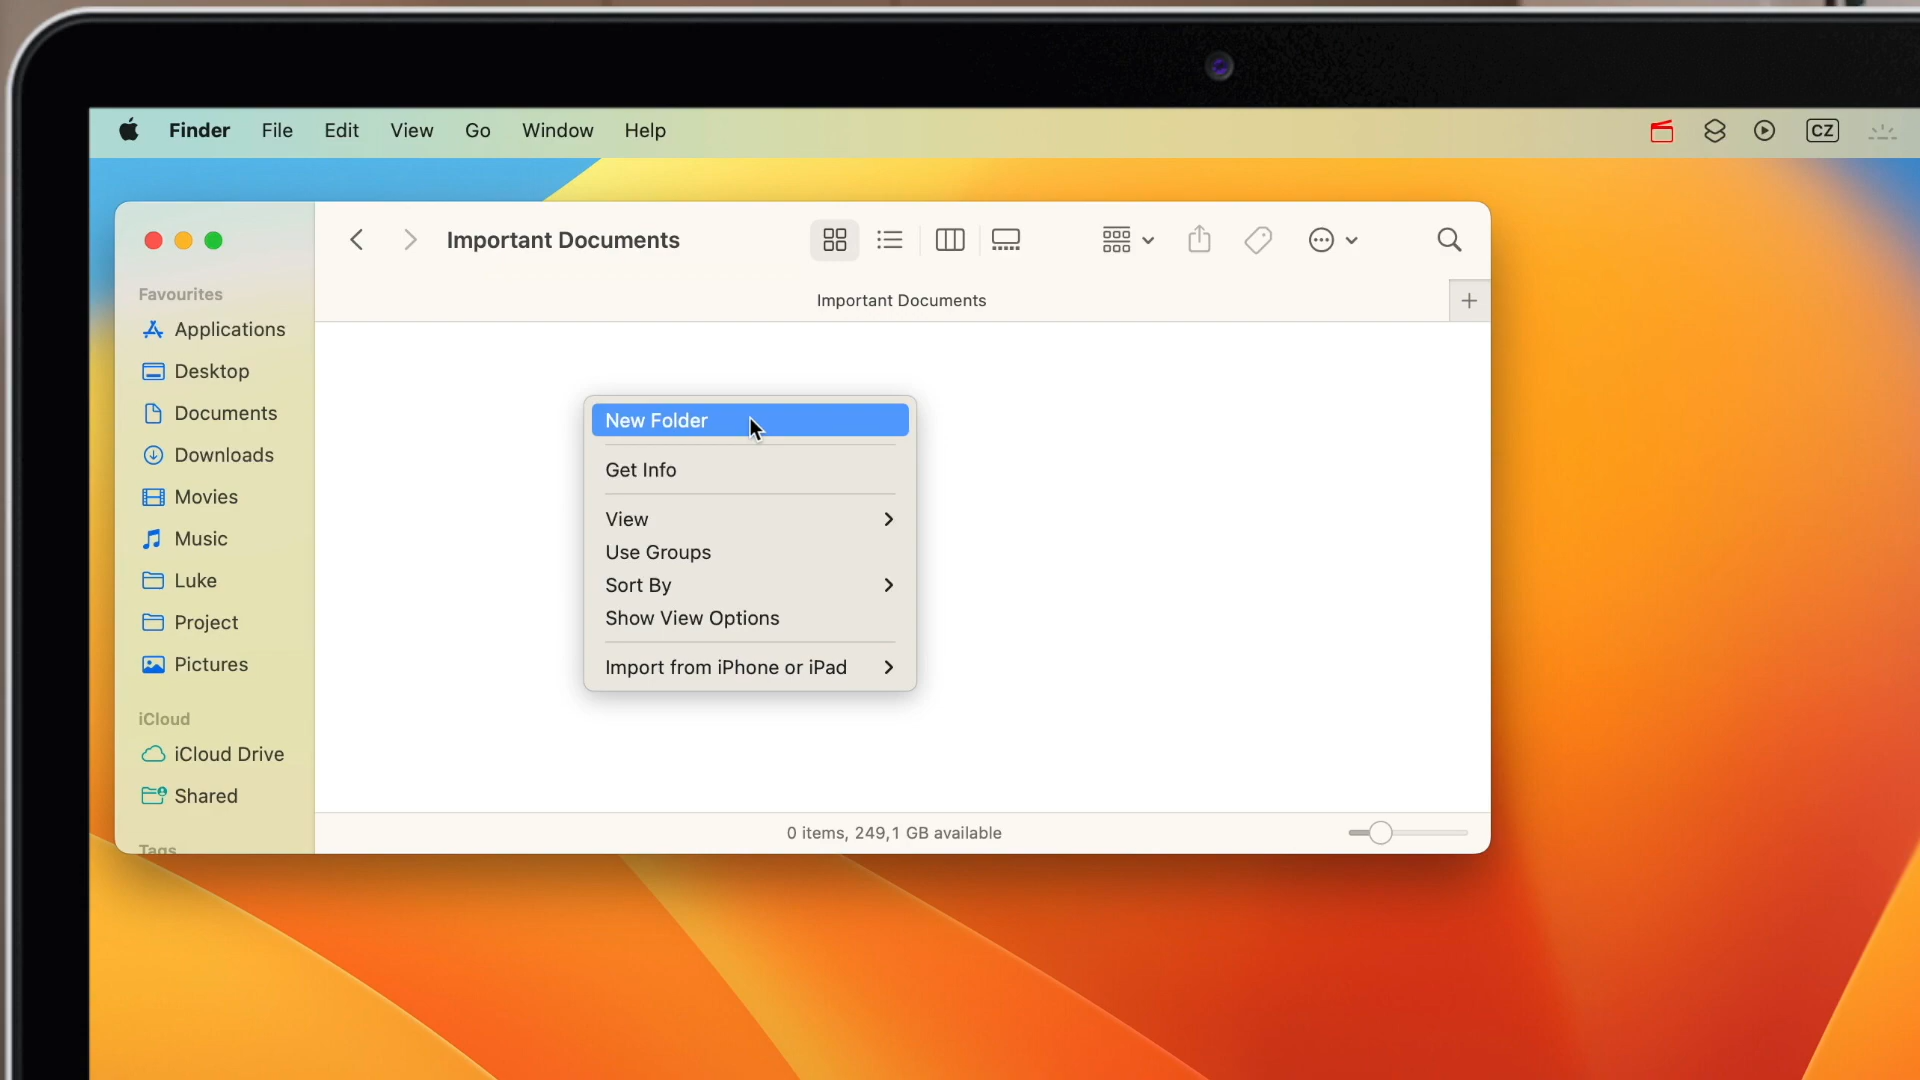 Finder File Edit View Go Window Help CZ
Important Documents
Important Documents
Favourites
Applications
Desktop
Documents
Downloads
Movies
Music
Luke
Project
Pictures
iCloud
iCloud Drive
Shared
Tags
New Folder
Get Info
View
Use Groups
Sort By
Show View Options
Import from iPhone or iPad
0 items, 249,1 GB available